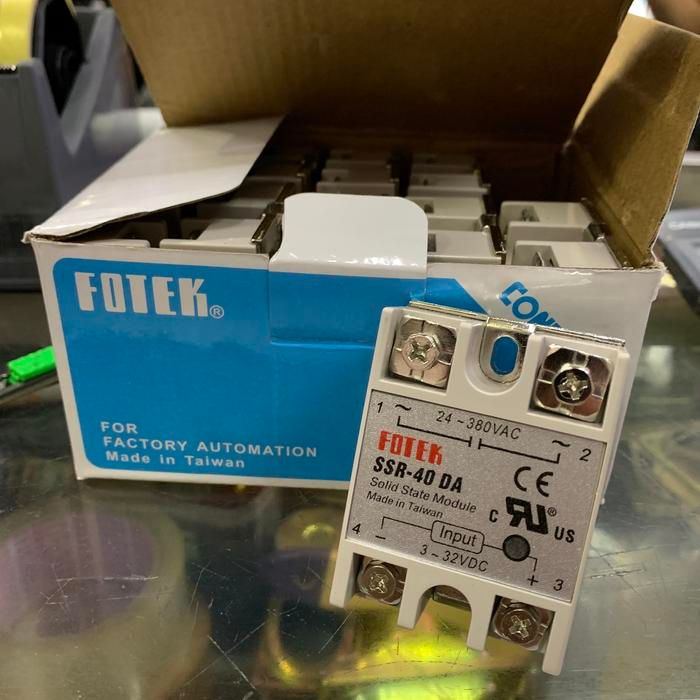 FOTEK®
FOR
FACTORY AUTOMATION
Made in Taiwan
24~380VAC
1 ~
~ 2
FOTEK
SSR-40 DA
Solid State Module
Made in Taiwan
CE
C RU® US
4 −
Input
3~32VDC
+ 3